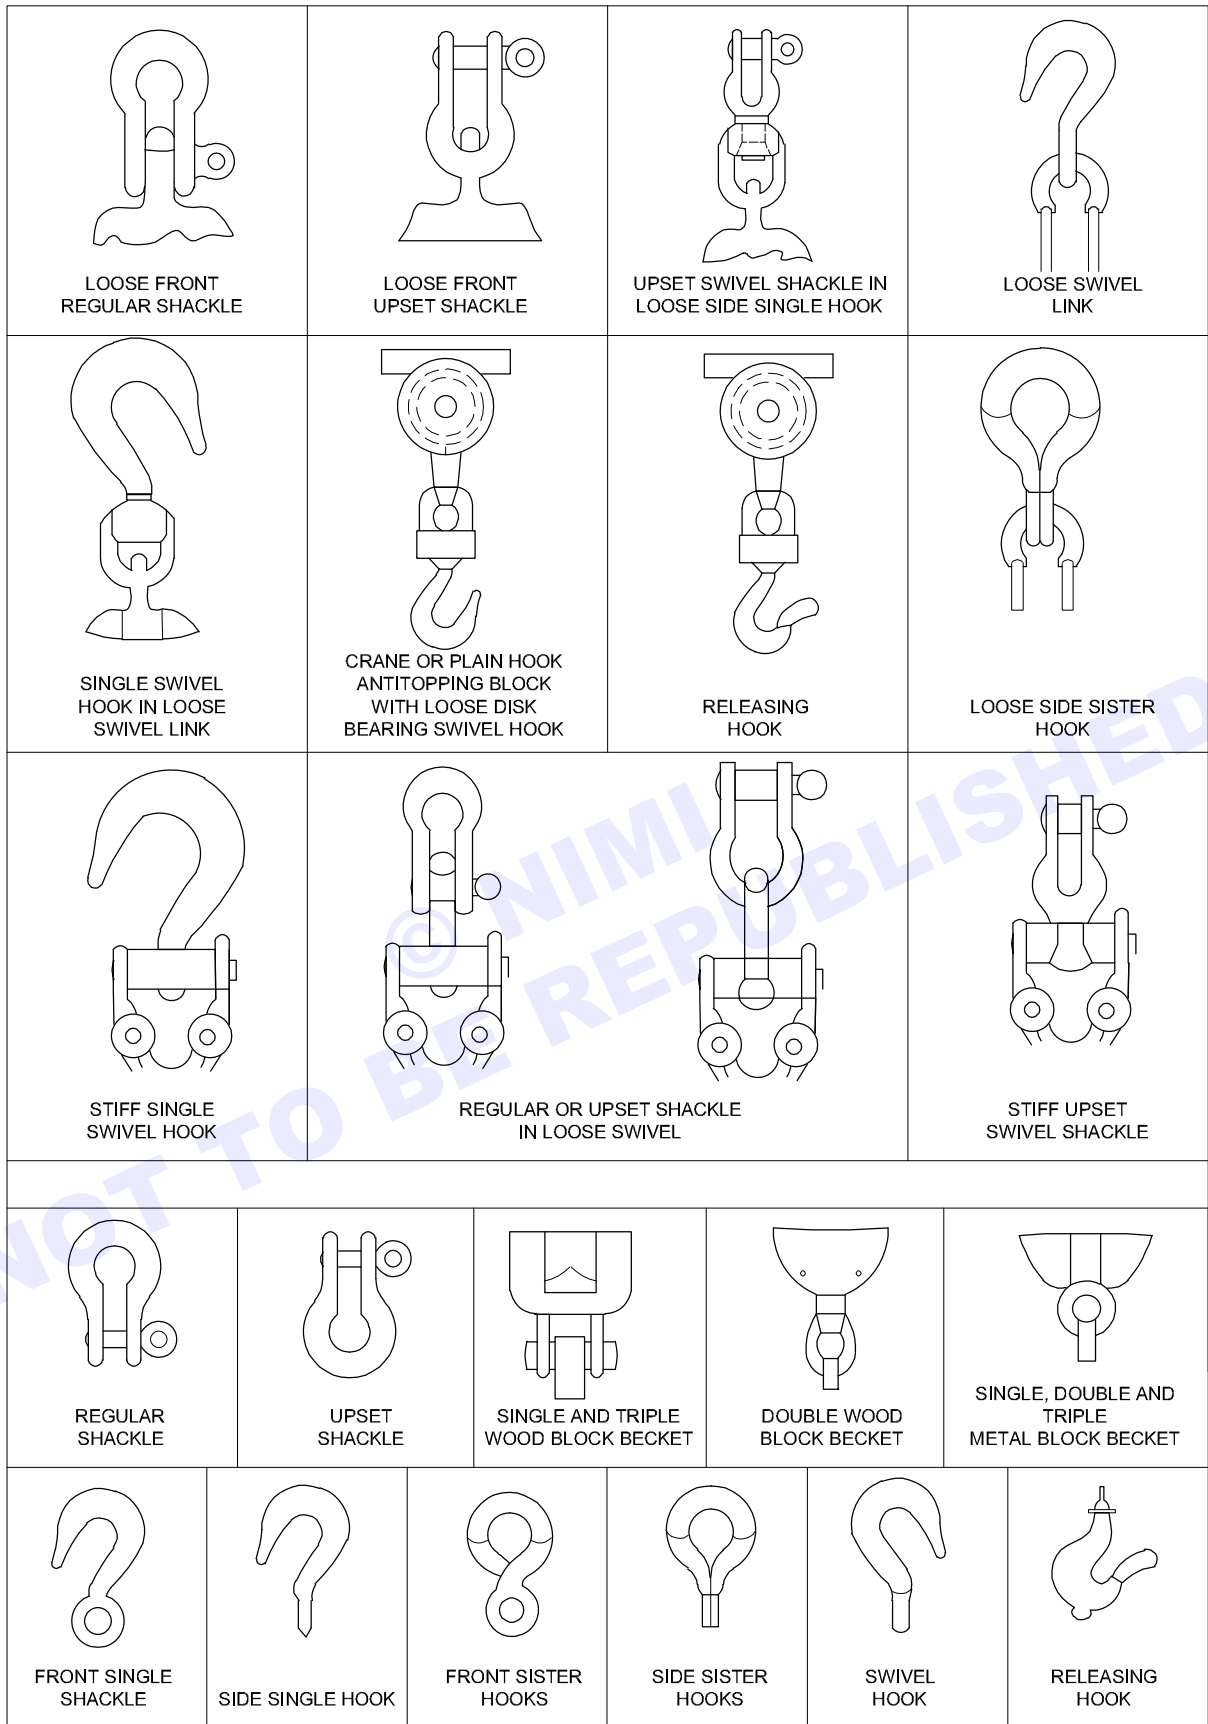 LOOSE FRONT
REGULAR SHACKLE
LOOSE FRONT
UPSET SHACKLE
UPSET SWIVEL SHACKLE IN
LOOSE SIDE SINGLE HOOK
LOOSE SWIVEL
LINK
SINGLE SWIVEL
HOOK IN LOOSE
SWIVEL LINK
CRANE OR PLAIN HOOK
ANTITOPPING BLOCK
WITH LOOSE DISK
BEARING SWIVEL HOOK
RELEASING
HOOK
LOOSE SIDE SISTER
HOOK
STIFF SINGLE
SWIVEL HOOK
REGULAR OR UPSET SHACKLE
IN LOOSE SWIVEL
STIFF UPSET
SWIVEL SHACKLE
© NIMI
NOT TO BE REPUBLISHED
REGULAR
SHACKLE
UPSET
SHACKLE
SINGLE AND TRIPLE
WOOD BLOCK BECKET
DOUBLE WOOD
BLOCK BECKET
SINGLE, DOUBLE AND
TRIPLE
METAL BLOCK BECKET
FRONT SINGLE
SHACKLE
SIDE SINGLE HOOK
FRONT SISTER
HOOKS
SIDE SISTER
HOOKS
SWIVEL
HOOK
RELEASING
HOOK